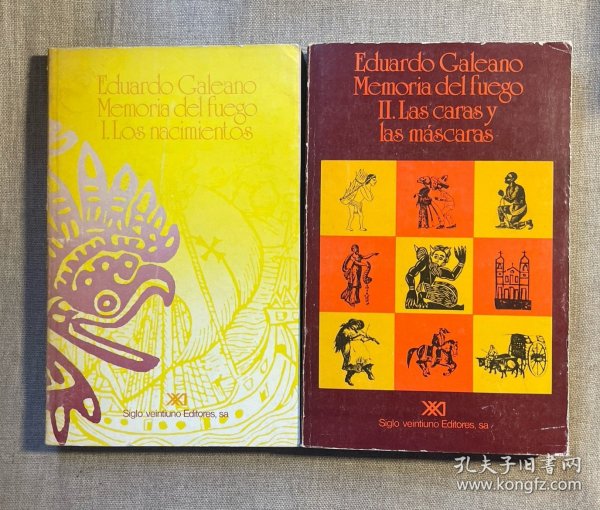 Eduardo Galeano
Memoria del fuego
1. Los nacimientos
Siglo veintiuno Editores, sa
Eduardo Galeano
Memoria del fuego
II. Las caras y
las máscaras
Siglo veintiuno Editores, sa
孔夫子旧书网
www.kongfz.com